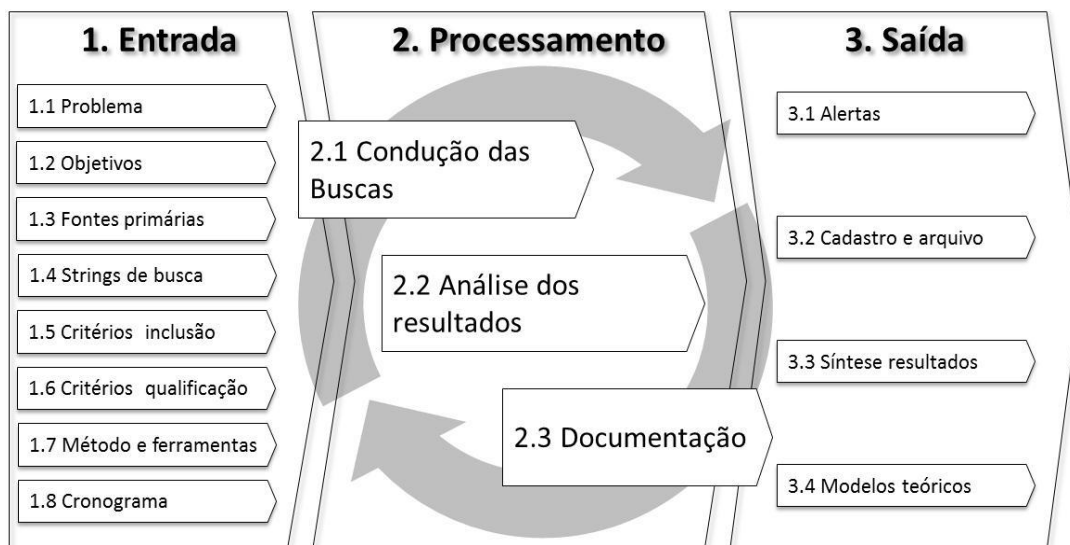 1. Entrada
1.1 Problema
1.2 Objetivos
1.3 Fontes primárias
1.4 Strings de busca
1.5 Critérios inclusão
1.6 Critérios qualificação
1.7 Método e ferramentas
1.8 Cronograma
2. Processamento
2.1 Condução das
Buscas
2.2 Análise dos
resultados
2.3 Documentação
3. Saída
3.1 Alertas
3.2 Cadastro e arquivo
3.3 Síntese resultados
3.4 Modelos teóricos